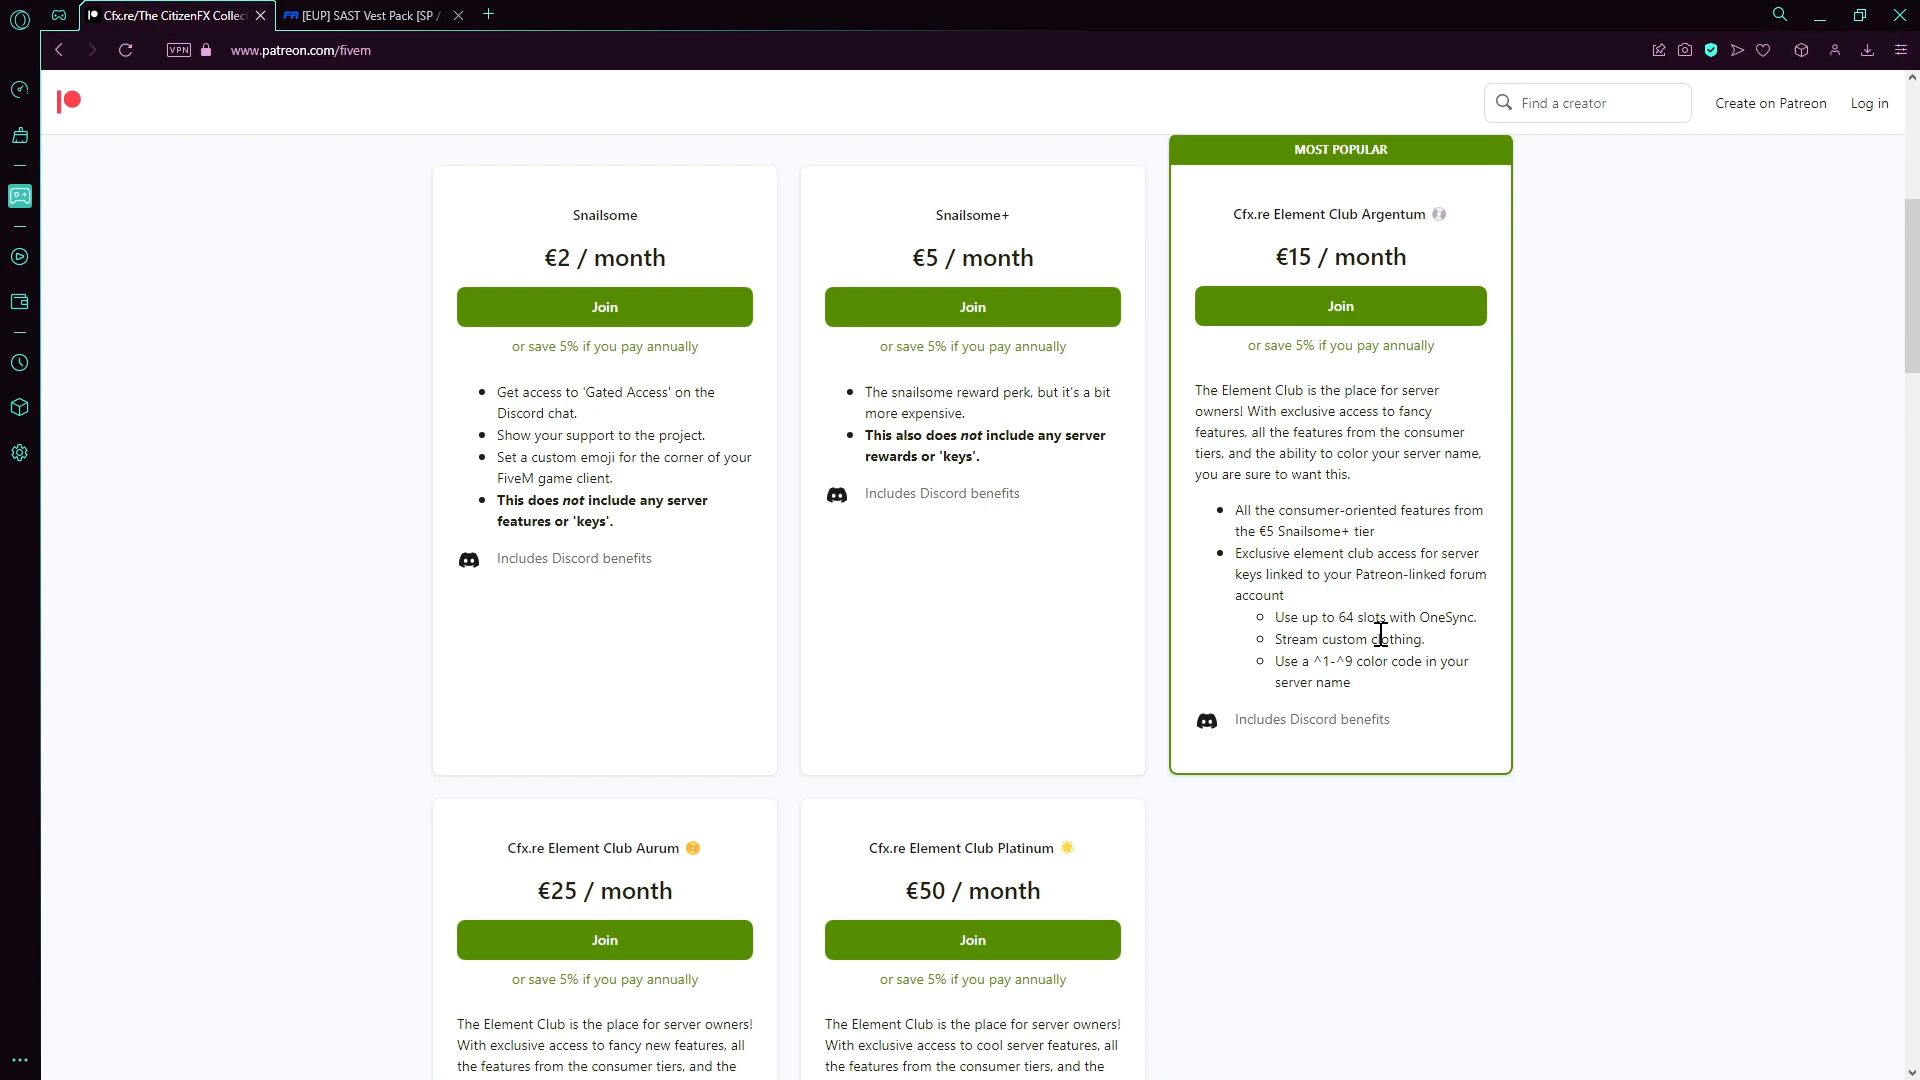 Cfx.re/The CitizenFX Collec
[EUP] SAST Vest Pack [SP /
VPN
www.patreon.com/fivem
Find a creator
Create on Patreon
Log in
MOST POPULAR
Snailsome
€2 / month
Join
or save 5% if you pay annually
Get access to 'Gated Access' on the
Discord chat.
Show your support to the project.
Set a custom emoji for the corner of your
FiveM game client.
This does not include any server
features or 'keys'.
Includes Discord benefits
Snailsome+
€5 / month
Join
or save 5% if you pay annually
The snailsome reward perk, but it's a bit
more expensive.
This also does not include any server
rewards or 'keys'.
Includes Discord benefits
Cfx.re Element Club Argentum
€15 / month
Join
or save 5% if you pay annually
The Element Club is the place for server
owners! With exclusive access to fancy
features, all the features from the consumer
tiers, and the ability to color your server name,
you are sure to want this.
All the consumer-oriented features from
the €5 Snailsome+ tier
Exclusive element club access for server
keys linked to your Patreon-linked forum
account
Use up to 64 slots with OneSync.
Stream custom clothing.
Use a ^1-^9 color code in your
server name
Includes Discord benefits
Cfx.re Element Club Aurum
€25 / month
Join
or save 5% if you pay annually
The Element Club is the place for server owners!
With exclusive access to fancy new features, all
the features from the consumer tiers, and the
Cfx.re Element Club Platinum
€50 / month
Join
or save 5% if you pay annually
The Element Club is the place for server owners!
With exclusive access to cool server features, all
the features from the consumer tiers, and the